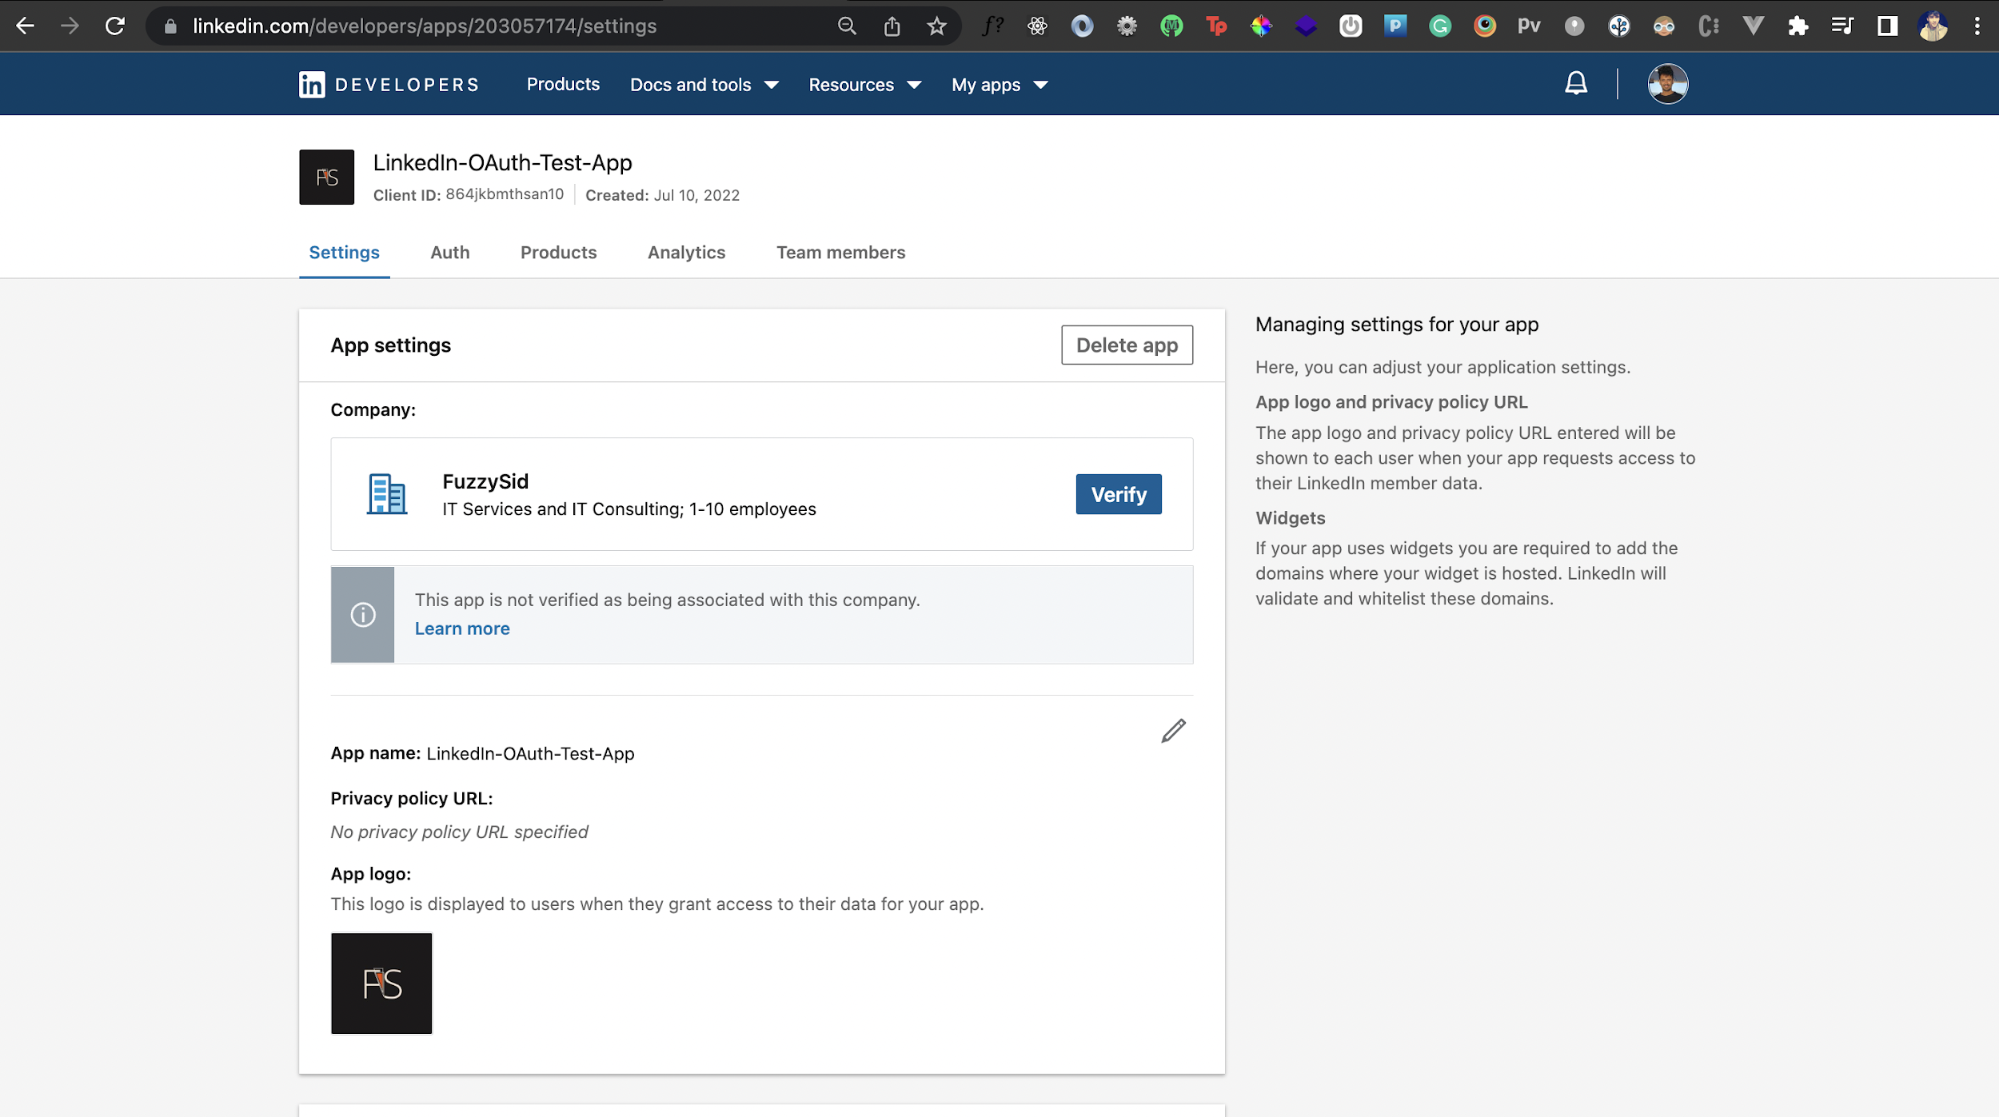 linkedin.com/developers/apps/203057174/settings
in DEVELOPERS Products Docs and tools Resources My apps
LinkedIn-OAuth-Test-App
Client ID: 864jkbmthsan10 Created: Jul 10, 2022
Settings Auth Products Analytics Team members
App settings
Delete app
Company:
FuzzySid
IT Services and IT Consulting; 1-10 employees
Verify
This app is not verified as being associated with this company.
Learn more
App name: LinkedIn-OAuth-Test-App
Privacy policy URL:
No privacy policy URL specified
App logo:
This logo is displayed to users when they grant access to their data for your app.
Managing settings for your app
Here, you can adjust your application settings.
App logo and privacy policy URL
The app logo and privacy policy URL entered will be
shown to each user when your app requests access to
their LinkedIn member data.
Widgets
If your app uses widgets you are required to add the
domains where your widget is hosted. LinkedIn will
validate and whitelist these domains.